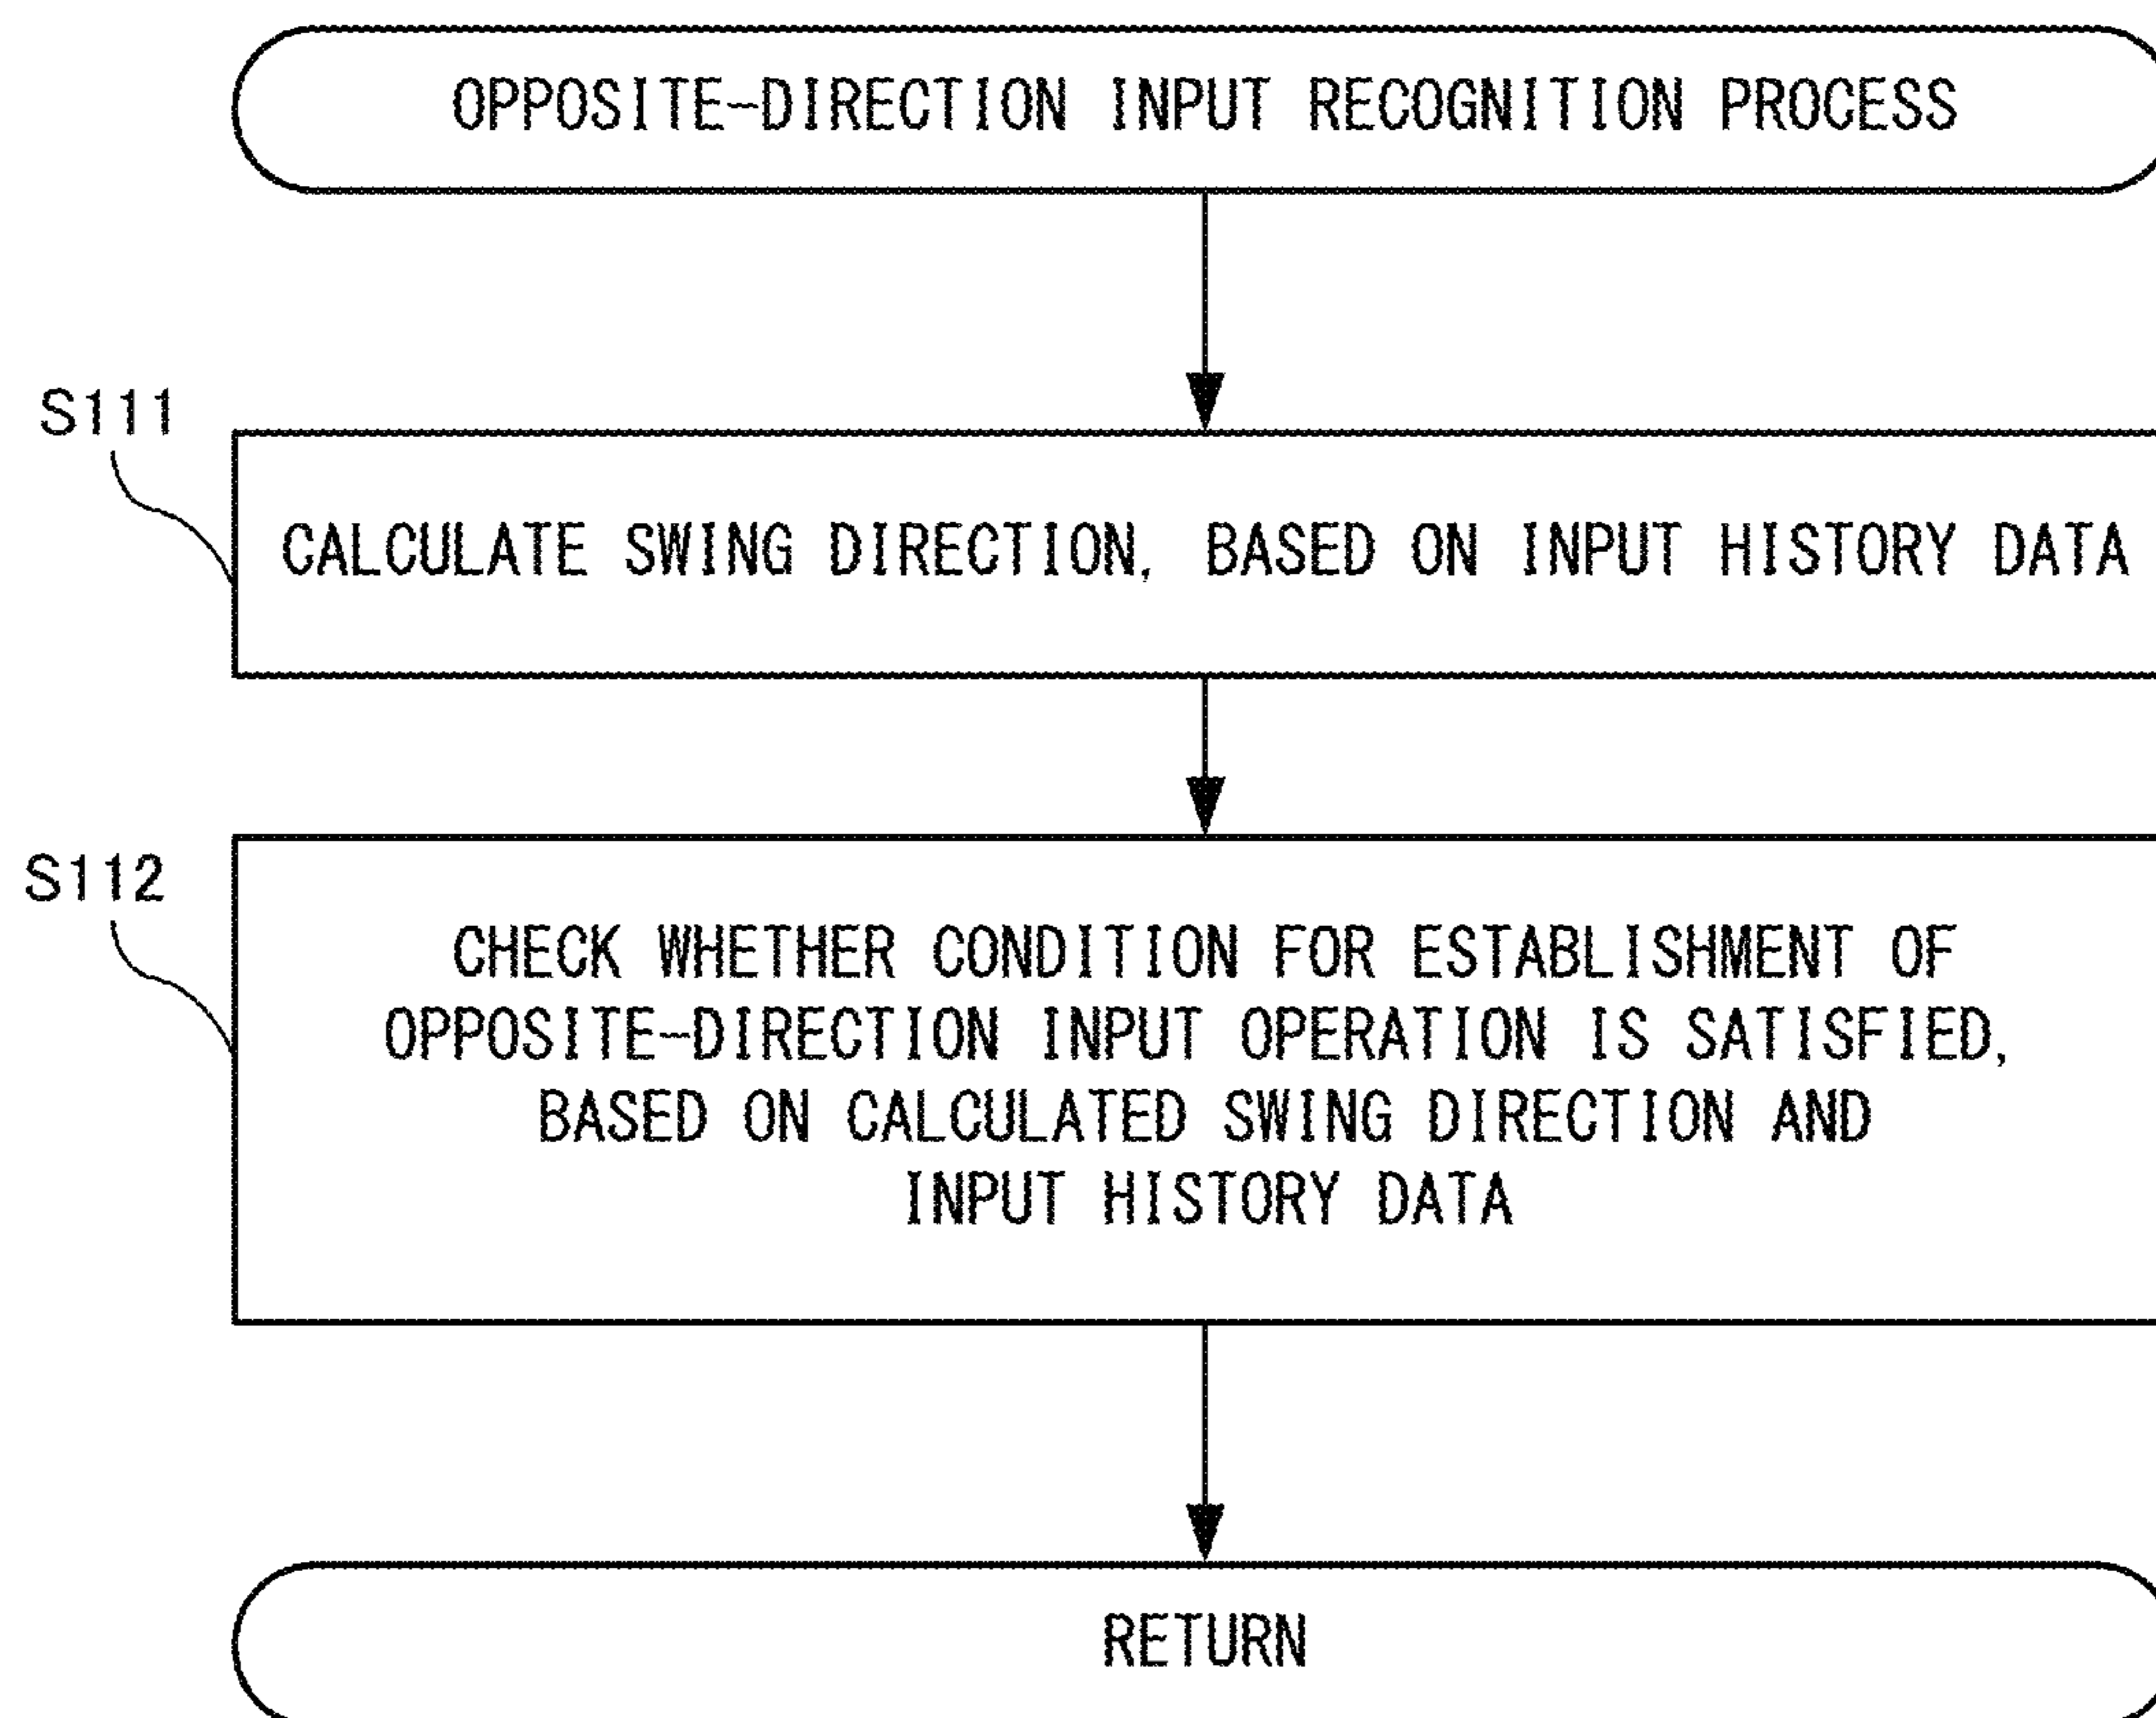 OPPOSITE-DIRECTION INPUT RECOGNITION PROCESS
S111
CALCULATE SWING DIRECTION, BASED ON INPUT HISTORY DATA
S112
CHECK WHETHER CONDITION FOR ESTABLISHMENT OF
OPPOSITE-DIRECTION INPUT OPERATION IS SATISFIED,
BASED ON CALCULATED SWING DIRECTION AND
INPUT HISTORY DATA
RETURN